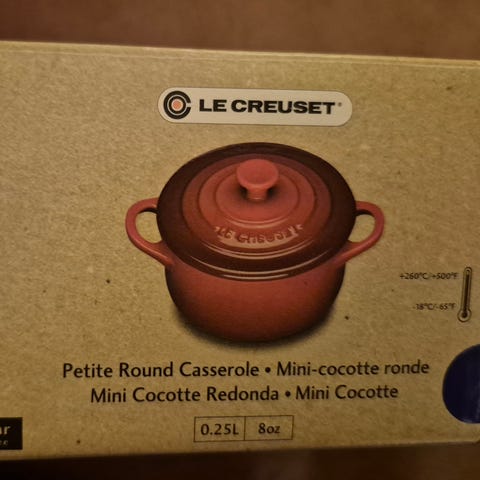 LE CREUSET®
LE CREUSET
+260°C/+500°F
-18°C/-65°F
Petite Round Casserole • Mini-cocotte ronde
Mini Cocotte Redonda • Mini Cocotte
0.25L 8oz